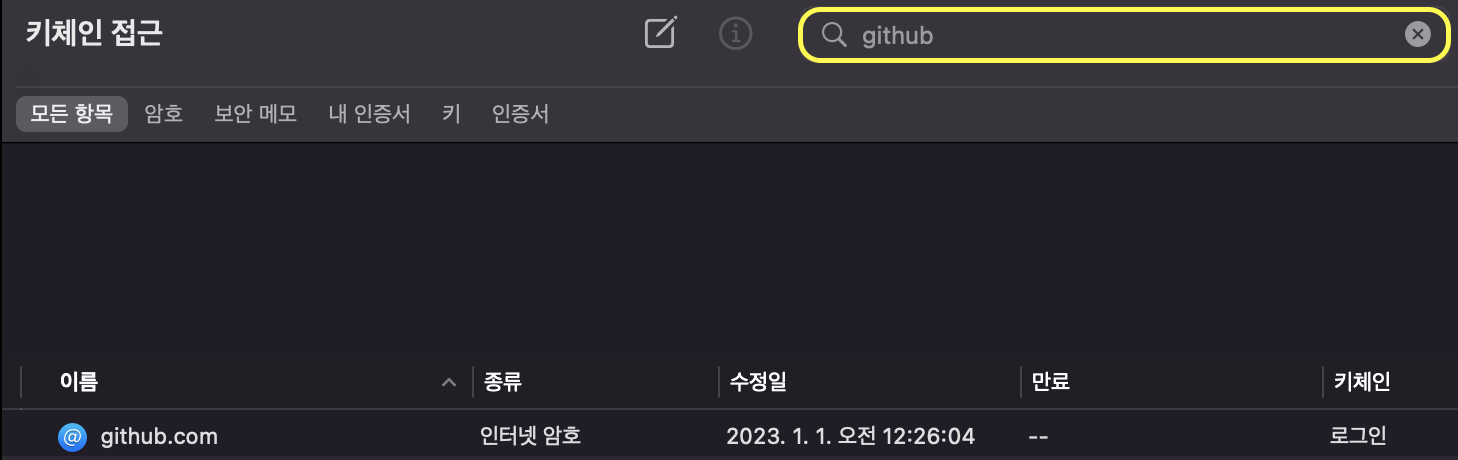 키체인 접근
github
모든 항목 암호 보안 메모 내 인증서 키 인증서
이름 종류 수정일 만료 키체인
@ github.com 인터넷 암호 2023. 1. 1. 오전 12:26:04 -- 로그인